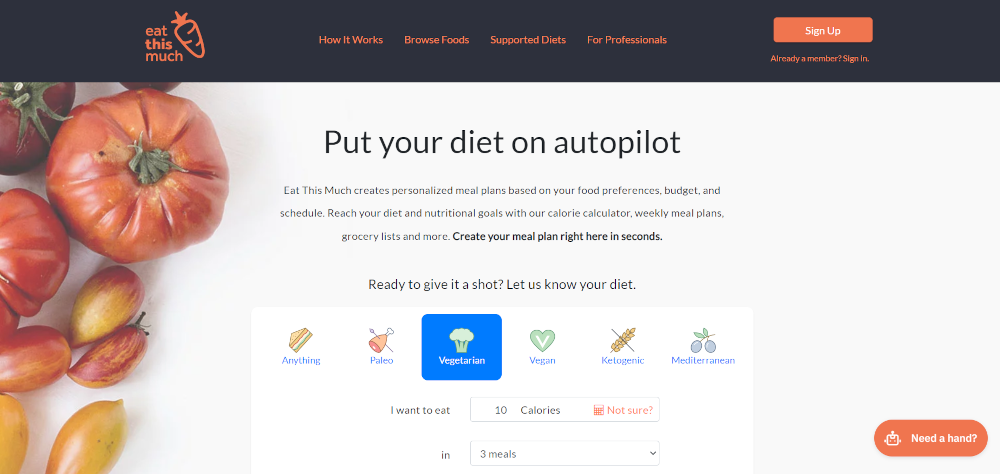 eat
this
much
How It Works Browse Foods Supported Diets For Professionals
Sign Up
Already a member? Sign in.
Put your diet on autopilot
Eat This Much creates personalized meal plans based on your food preferences, budget, and
schedule. Reach your diet and nutritional goals with our calorie calculator, weekly meal plans,
grocery lists and more. Create your meal plan right here in seconds.
Ready to give it a shot? Let us know your diet.
Anything Paleo Vegetarian Vegan Ketogenic Mediterranean
I want to eat 10 Calories Not sure?
in 3 meals
Need a hand?